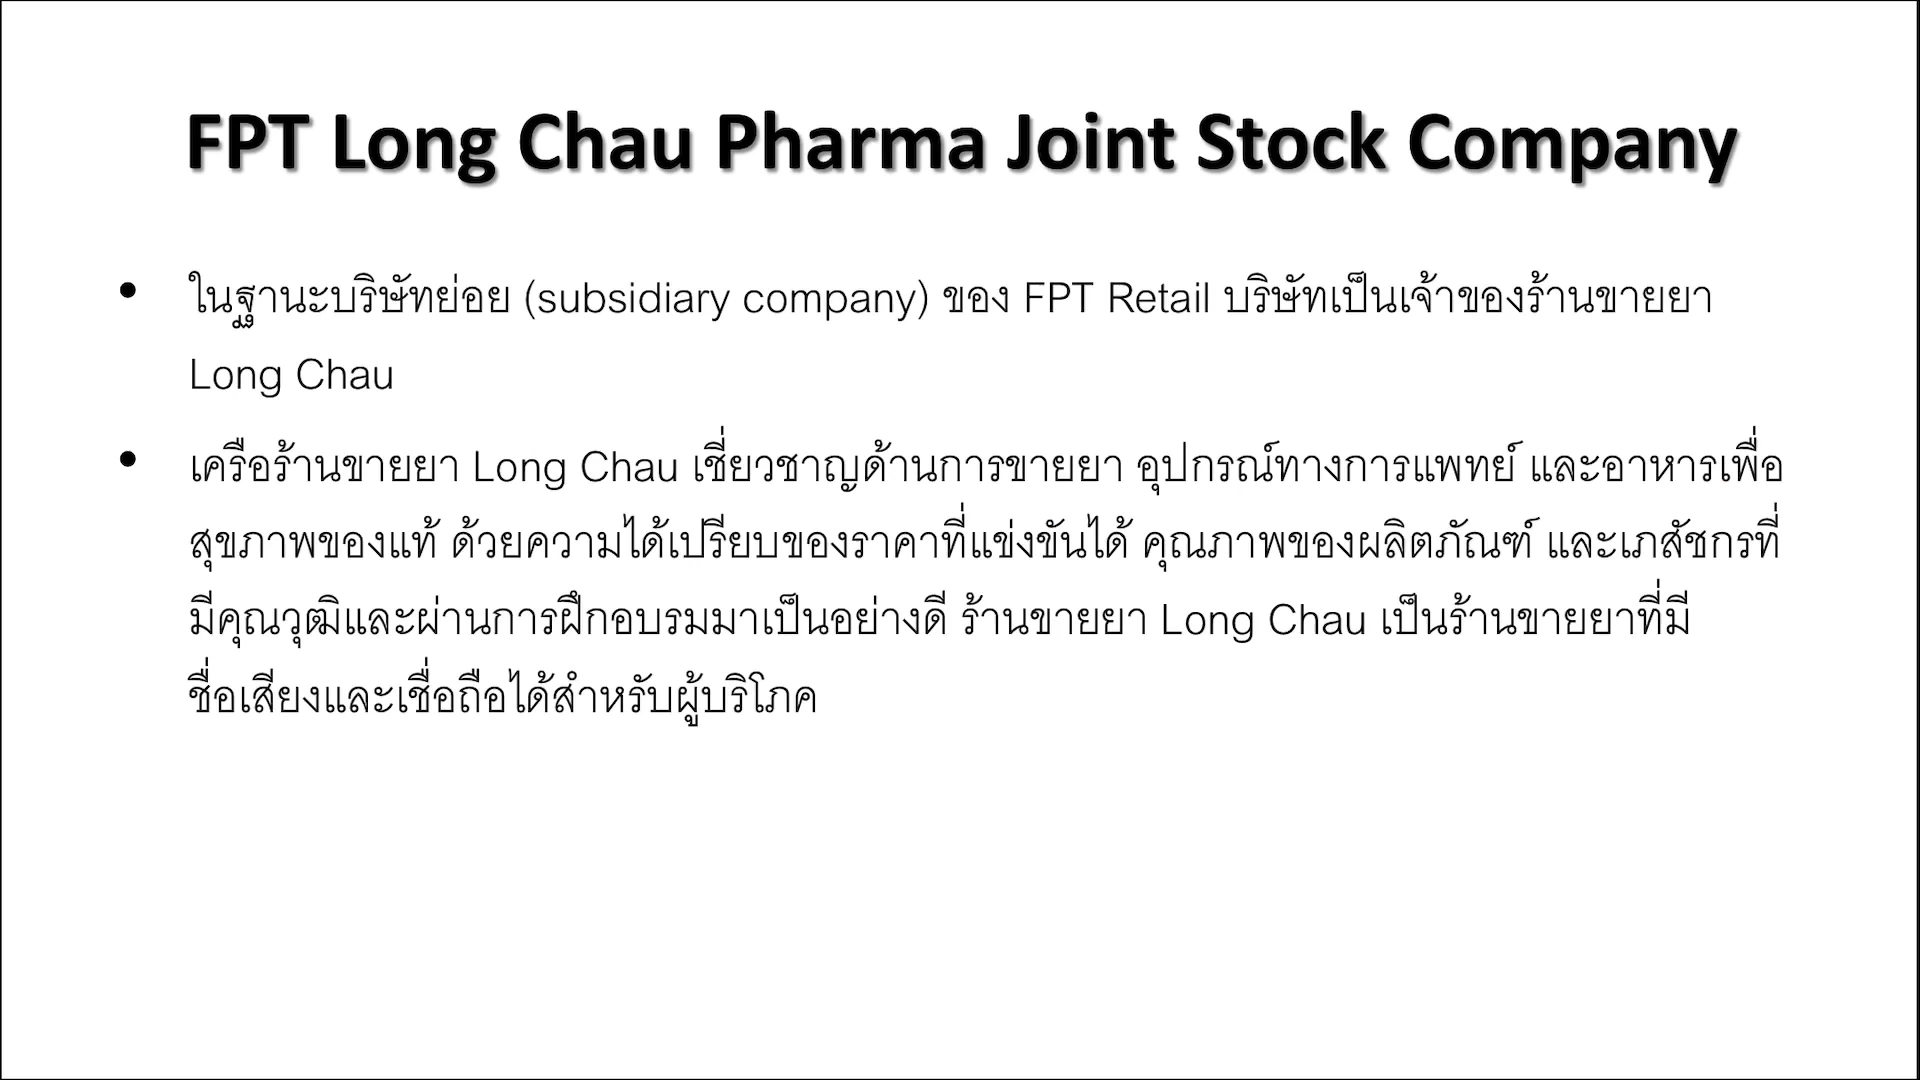 FPT Long Chau Pharma Joint Stock Company
• ในฐานะบริษัทย่อย (subsidiary company) ของ FPT Retail บริษัทเป็นเจ้าของร้านขายยา
Long Chau
• เครือร้านขายยา Long Chau เชี่ยวชาญด้านการขายยา อุปกรณ์ทางการแพทย์ และอาหารเพื่อ
สุขภาพของแท้ ด้วยความได้เปรียบของราคาที่แข่งขันได้ คุณภาพของผลิตภัณฑ์ และเภสัชกรที่
มีคุณวุฒิและผ่านการฝึกอบรมมาเป็นอย่างดี ร้านขายยา Long Chau เป็นร้านขายยาที่มี
ชื่อเสียงและเชื่อถือได้สำหรับผู้บริโภค